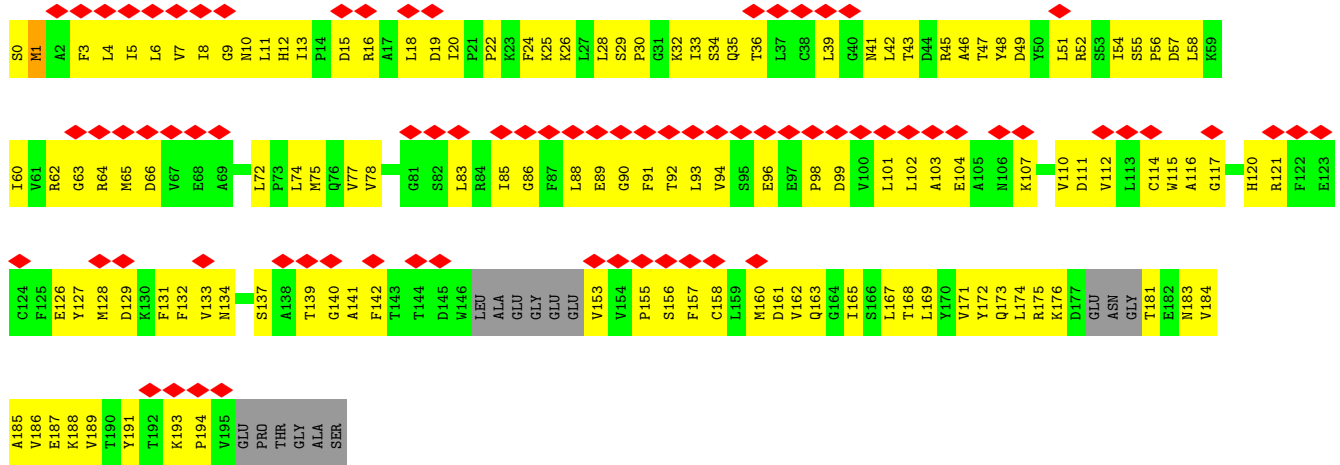 S0 M1 A2 F3 L4 I5 L6 V7 I8 G9 N10 L11 H12 I13 P14 D15 R16 A17 L18 D19 I20 P21 P22 K23 F24 K25 K26 L27 L28 S29 P30 G31 K32 I33 S34 Q35 T36 L37 C38 L39 G40 N41 L42 T43 D44 R45 A46 T47 Y48 D49 Y50 L51 R52 S53 I54 S55 P56 D57 L58 K59
I60 V61 R62 G63 R64 M65 D66 V67 E68 A69 L72 P73 L74 M75 Q76 V77 V78 G81 S82 L83 R84 I85 G86 F87 L88 E89 G90 F91 T92 L93 V94 S95 E96 E97 P98 D99 V100 L101 L102 A103 E104 A105 N106 K107 V110 D111 V112 L113 C114 W115 A116 G117 H120 R121 F122 E123
C124 F125 E126 Y127 M128 D129 K130 F131 F132 V133 N134 S137 A138 T139 G140 A141 F142 T143 T144 D145 W146 LEU ALA GLU GLY GLU GLU V153 V154 P155 S156 F157 C158 L159 M160 D161 V162 Q163 G164 I165 S166 L167 T168 L169 Y170 V171 Y172 Q173 L174 R175 K176 D177 GLU ASN GLY T181 E182 N183 V184
A185 V186 E187 K188 V189 T190 Y191 T192 K193 P194 V195 GLU PRO THR GLY ALA SER